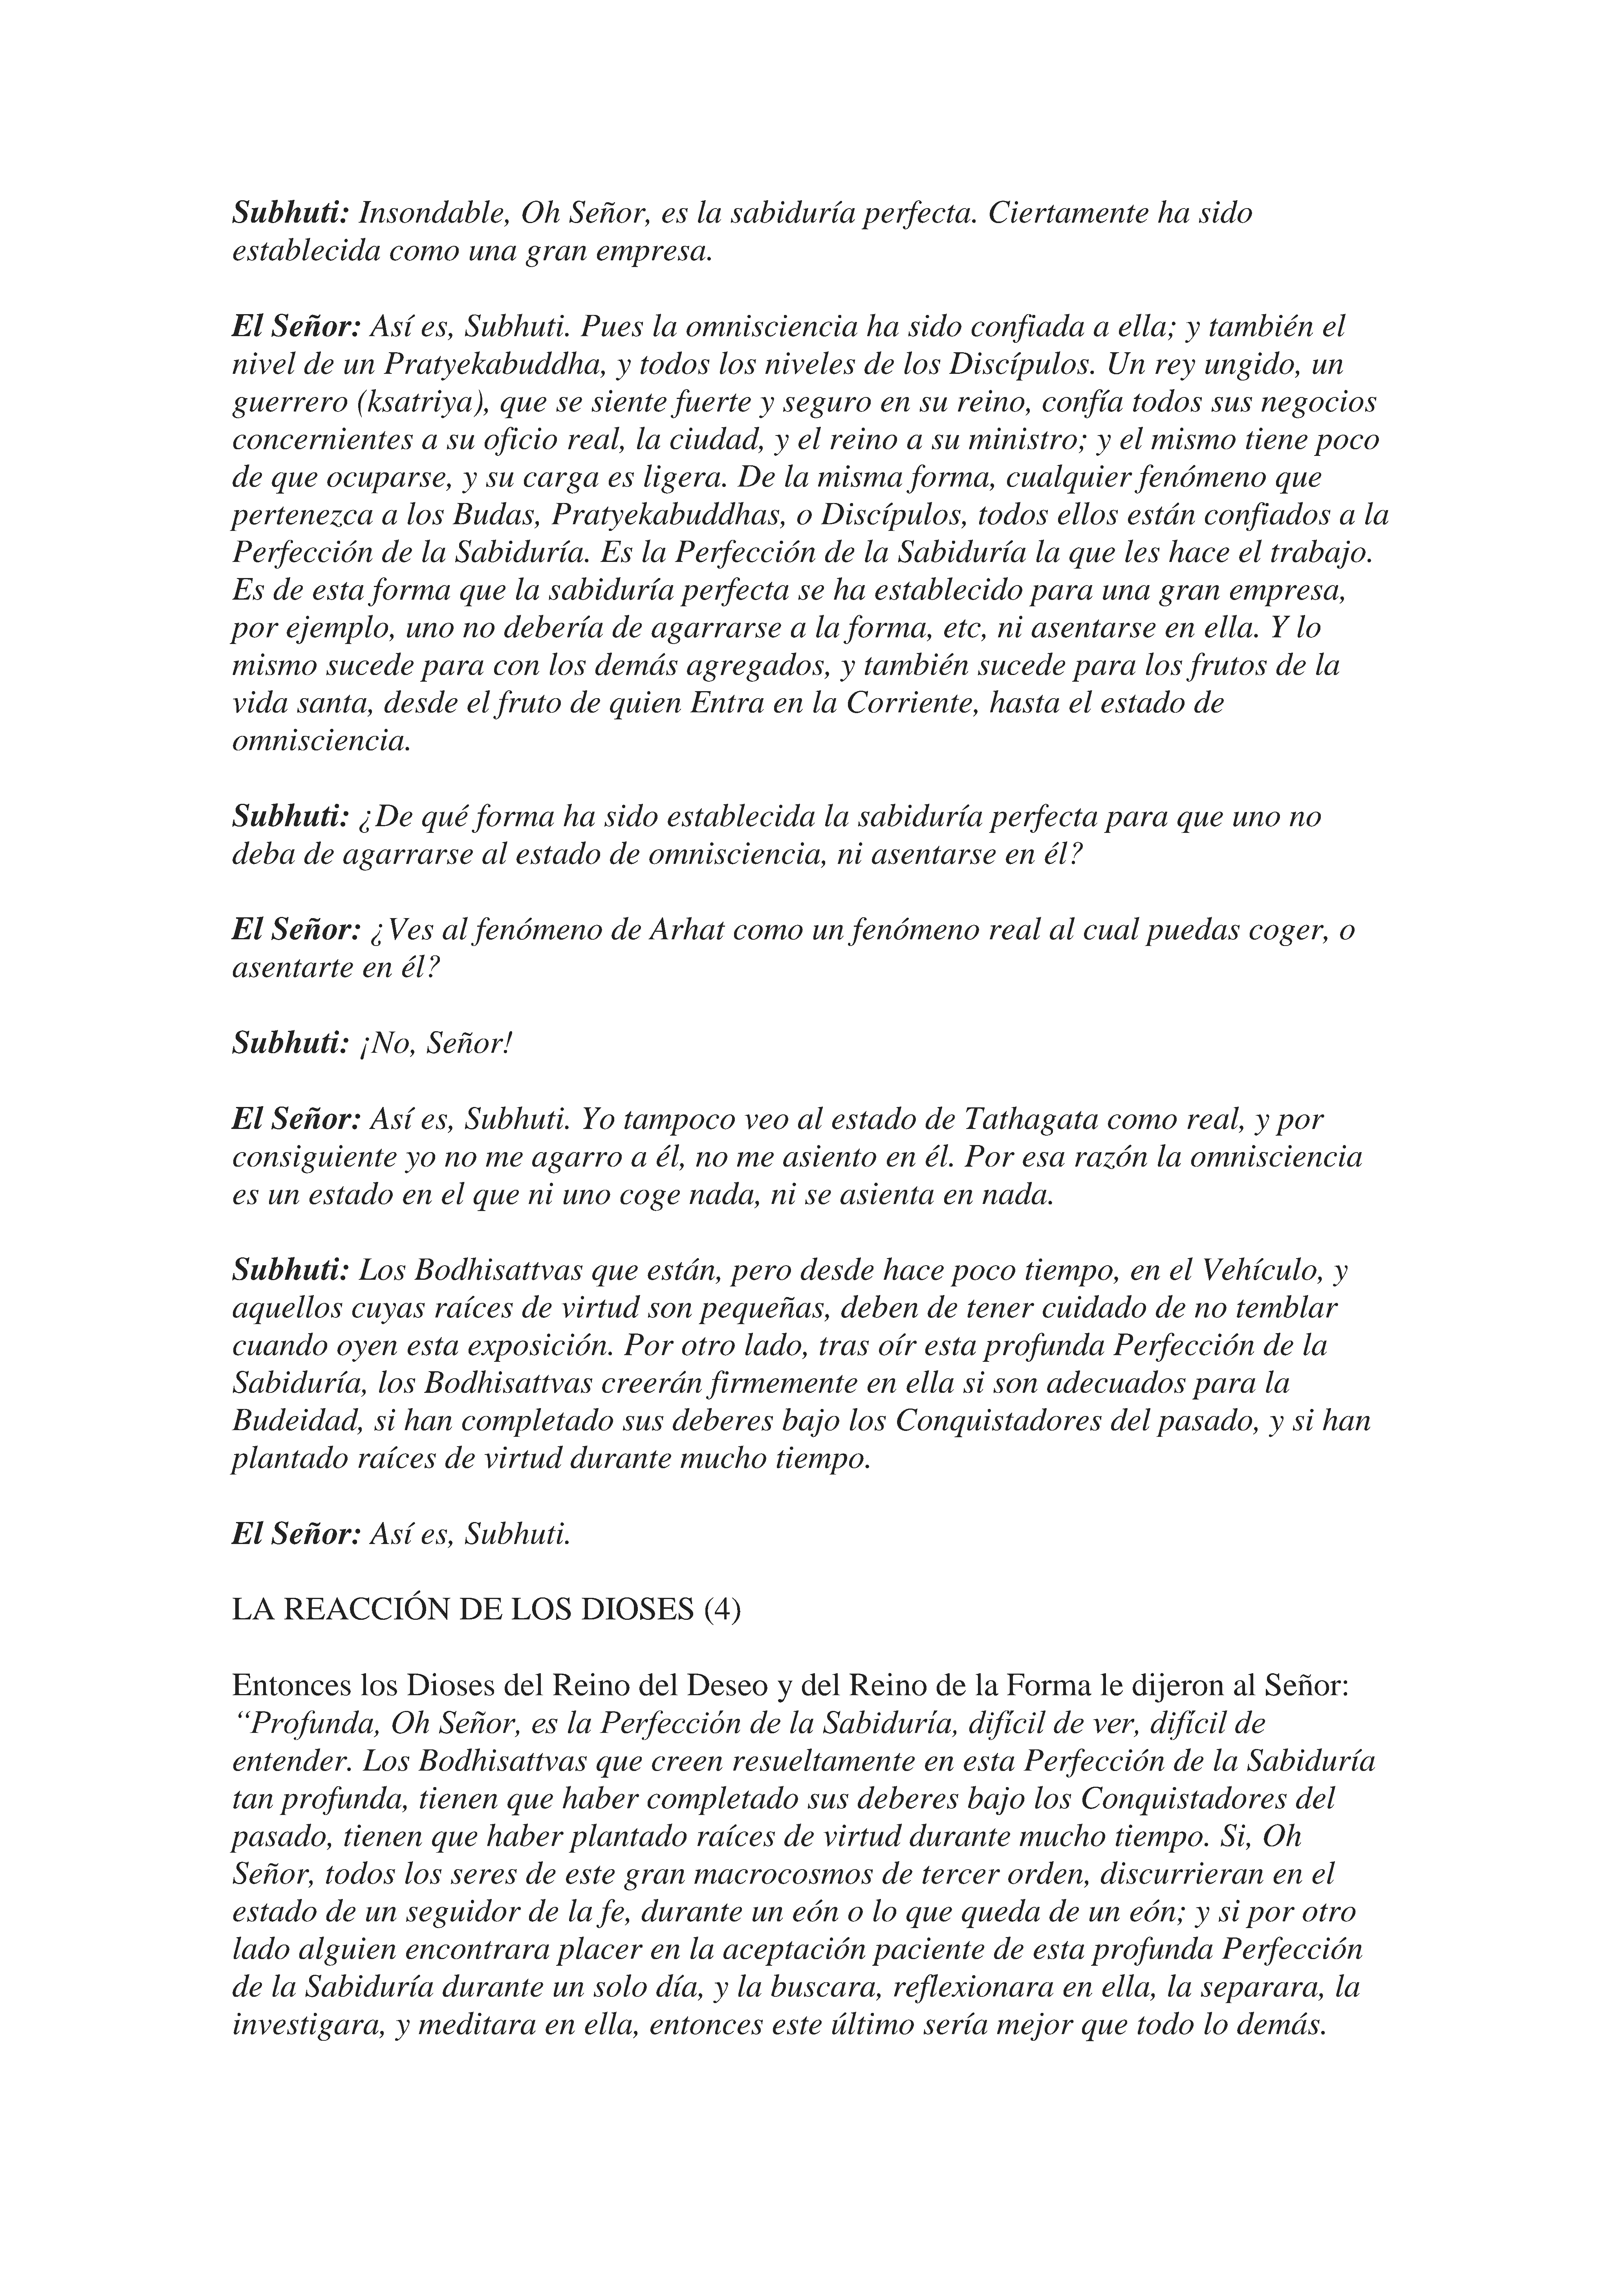 Subhuti: Insondable, Oh Señor, es la sabiduría perfecta. Ciertamente ha sido
establecida como una gran empresa.
El Señor: Así es, Subhuti. Pues la omnisciencia ha sido confiada a ella; y también el
nivel de un Pratyekabuddha, y todos los niveles de los Discípulos. Un rey ungido, un
guerrero (ksatriya), que se siente fuerte y seguro en su reino, confía todos sus negocios
concernientes a su oficio real, la ciudad, y el reino a su ministro; y el mismo tiene poco
de que ocuparse, y su carga es ligera. De la misma forma, cualquier fenómeno que
pertenezca a los Budas, Pratyekabuddhas, o Discípulos, todos ellos están confiados a la
Perfección de la Sabiduría. Es la Perfección de la Sabiduría la que les hace el trabajo.
Es de esta forma que la sabiduría perfecta se ha establecido para una gran empresa,
por ejemplo, uno no debería de agarrarse a la forma, etc, ni asentarse en ella. Y lo
mismo sucede para con los demás agregados, y también sucede para los frutos de la
vida santa, desde el fruto de quien Entra en la Corriente, hasta el estado de
omnisciencia.
Subhuti: ¿De qué forma ha sido establecida la sabiduría perfecta para que uno no
deba de agarrarse al estado de omnisciencia, ni asentarse en él?
El Señor: ¿Ves al fenómeno de Arhat como un fenómeno real al cual puedas coger, o
asentarte en él?
Subhuti: ¡No, Señor!
El Señor: Así es, Subhuti. Yo tampoco veo al estado de Tathagata como real, y por
consiguiente yo no me agarro a él, no me asiento en él. Por esa razón la omnisciencia
es un estado en el que ni uno coge nada, ni se asienta en nada.
Subhuti: Los Bodhisattvas que están, pero desde hace poco tiempo, en el Vehículo, y
aquellos cuyas raíces de virtud son pequeñas, deben de tener cuidado de no temblar
cuando oyen esta exposición. Por otro lado, tras oír esta profunda Perfección de la
Sabiduría, los Bodhisattvas creerán firmemente en ella si son adecuados para la
Budeidad, si han completado sus deberes bajo los Conquistadores del pasado, y si han
plantado raíces de virtud durante mucho tiempo.
El Señor: Así es, Subhuti.
LA REACCIÓN DE LOS DIOSES (4)
Entonces los Dioses del Reino del Deseo y del Reino de la Forma le dijeron al Señor:
“Profunda, Oh Señor, es la Perfección de la Sabiduría, difícil de ver, difícil de
entender. Los Bodhisattvas que creen resueltamente en esta Perfección de la Sabiduría
tan profunda, tienen que haber completado sus deberes bajo los Conquistadores del
pasado, tienen que haber plantado raíces de virtud durante mucho tiempo. Si, Oh
Señor, todos los seres de este gran macrocosmos de tercer orden, discurrieran en el
estado de un seguidor de la fe, durante un eón o lo que queda de un eón; y si por otro
lado alguien encontrara placer en la aceptación paciente de esta profunda Perfección
de la Sabiduría durante un solo día, y la buscara, reflexionara en ella, la separara, la
investigara, y meditara en ella, entonces este último sería mejor que todo lo demás.